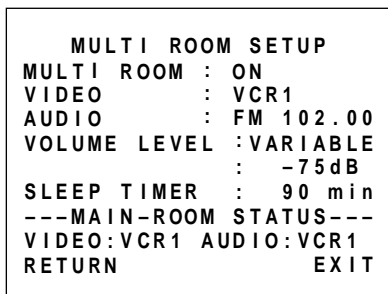 MULTI ROOM SETUP
MULTI ROOM : ON
VIDEO : VCR1
AUDIO : FM 102.00
VOLUME LEVEL :VARIABLE
: –75dB
SLEEP TIMER : 90 min
---MAIN–ROOM STATUS---
VIDEO:VCR1 AUDIO:VCR1
RETURN EXIT